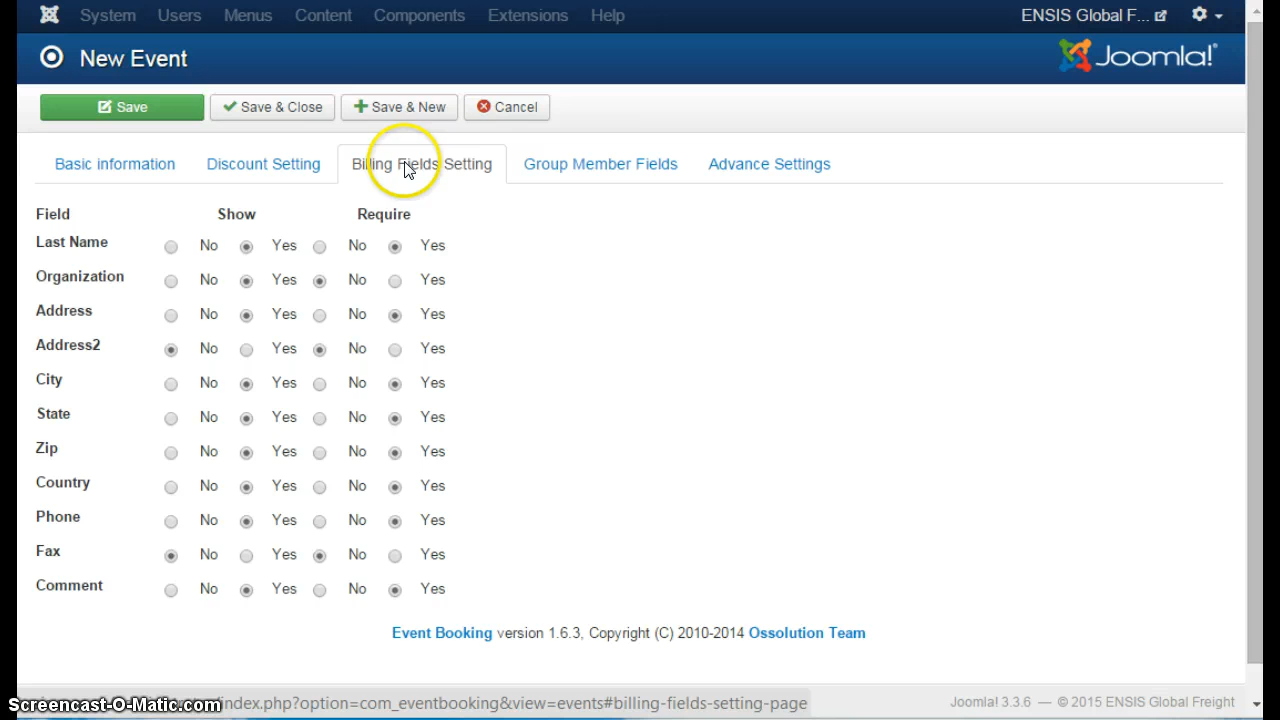 System Users Menus Content Components Extensions Help ENSIS Global F...
New Event Joomla!
Save Save & Close Save & New Cancel
Basic information Discount Setting Billing Fields Setting Group Member Fields Advance Settings
Field Show Require
Last Name No Yes No Yes
Organization No Yes No Yes
Address No Yes No Yes
Address2 No Yes No Yes
City No Yes No Yes
State No Yes No Yes
Zip No Yes No Yes
Country No Yes No Yes
Phone No Yes No Yes
Fax No Yes No Yes
Comment No Yes No Yes
Event Booking version 1.6.3, Copyright (C) 2010-2014 Ossolution Team
Screencast-O-Matic.com /index.php?option=com_eventbooking&view=events#billing-fields-setting-page Joomla! 3.3.6 — © 2015 ENSIS Global Freight